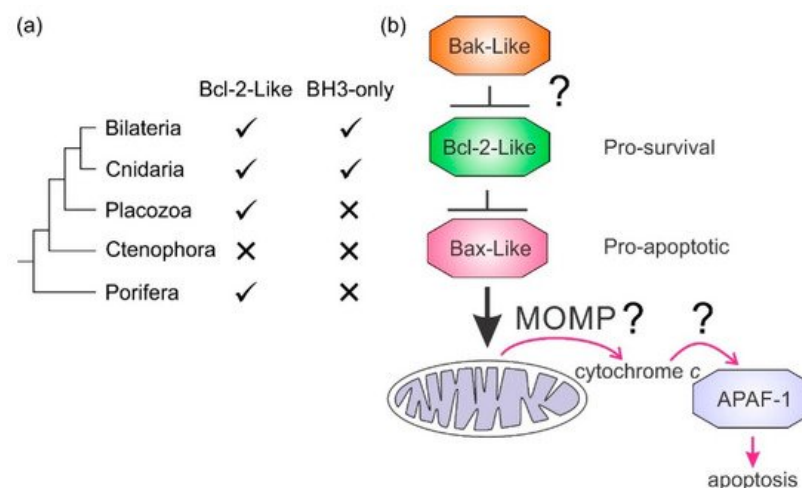 (a)
Bcl-2-Like BH3-only
Bilateria ✓ ✓
Cnidaria ✓ ✓
Placozoa ✓ ✕
Ctenophora ✕ ✕
Porifera ✓ ✕
(b)
Bak-Like
?
Bcl-2-Like Pro-survival
Bax-Like Pro-apoptotic
MOMP ? ?
cytochrome c
APAF-1
apoptosis